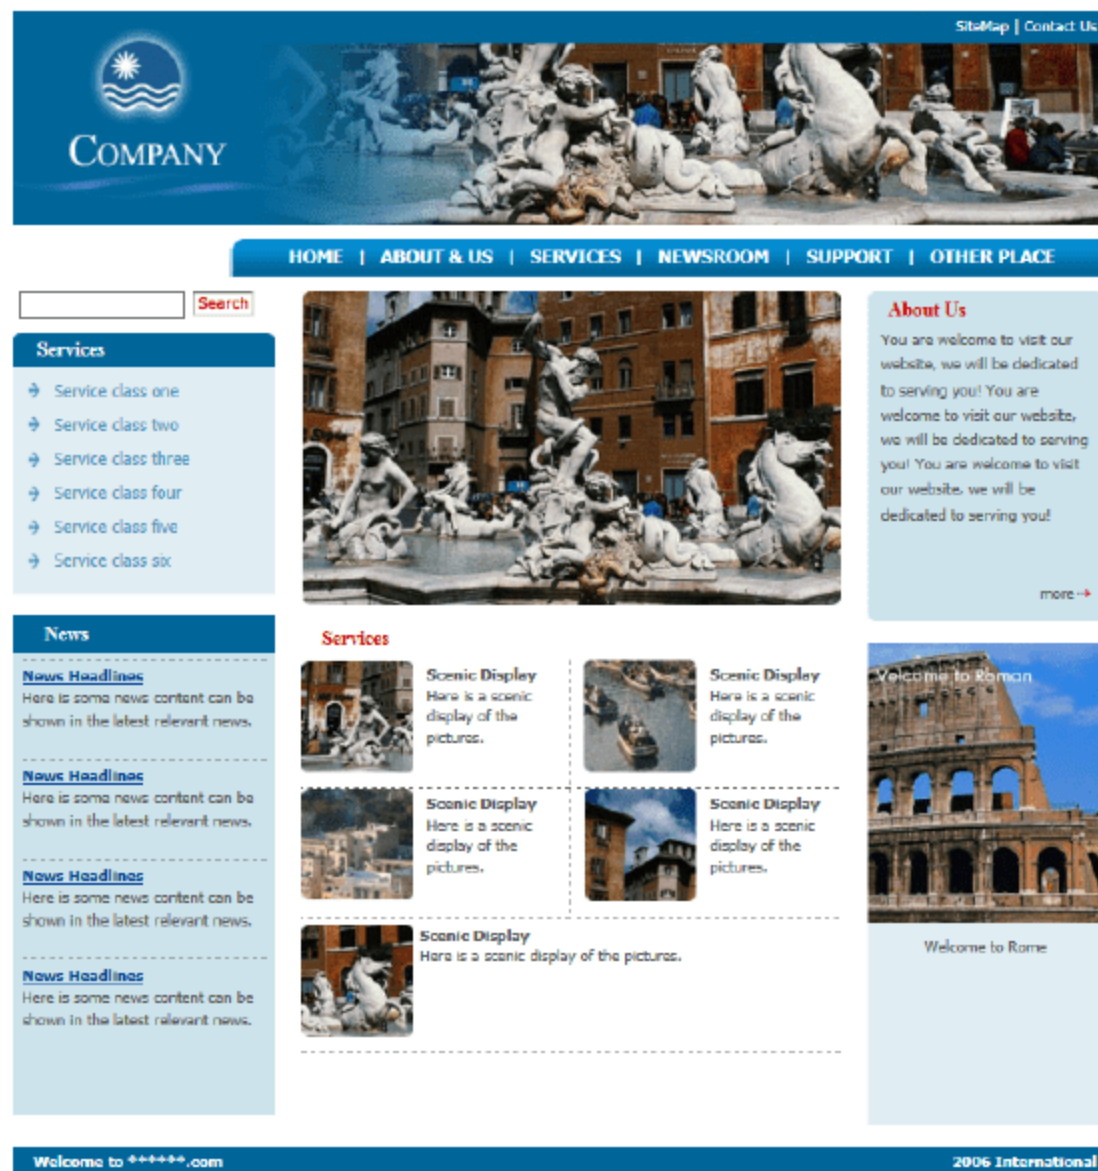 SiteMap | Contact Us
COMPANY
HOME | ABOUT & US | SERVICES | NEWSROOM | SUPPORT | OTHER PLACE
Search
Services
Service class one
Service class two
Service class three
Service class four
Service class five
Service class six
News
News Headlines
Here is some news content can be
shown in the latest relevant news.
News Headlines
Here is some news content can be
shown in the latest relevant news.
News Headlines
Here is some news content can be
shown in the latest relevant news.
News Headlines
Here is some news content can be
shown in the latest relevant news.
Services
Scenic Display
Here is a scenic
display of the
pictures.
Scenic Display
Here is a scenic
display of the
pictures.
Scenic Display
Here is a scenic
display of the
pictures.
Scenic Display
Here is a scenic
display of the
pictures.
Scenic Display
Here is a scenic display of the pictures.
About Us
You are welcome to visit our
website, we will be dedicated
to serving you! You are
welcome to visit our website,
we will be dedicated to serving
you! You are welcome to visit
our website, we will be
dedicated to serving you!
more
Welcome to Roman
Welcome to Rome
Welcome to ******.com
2006 International